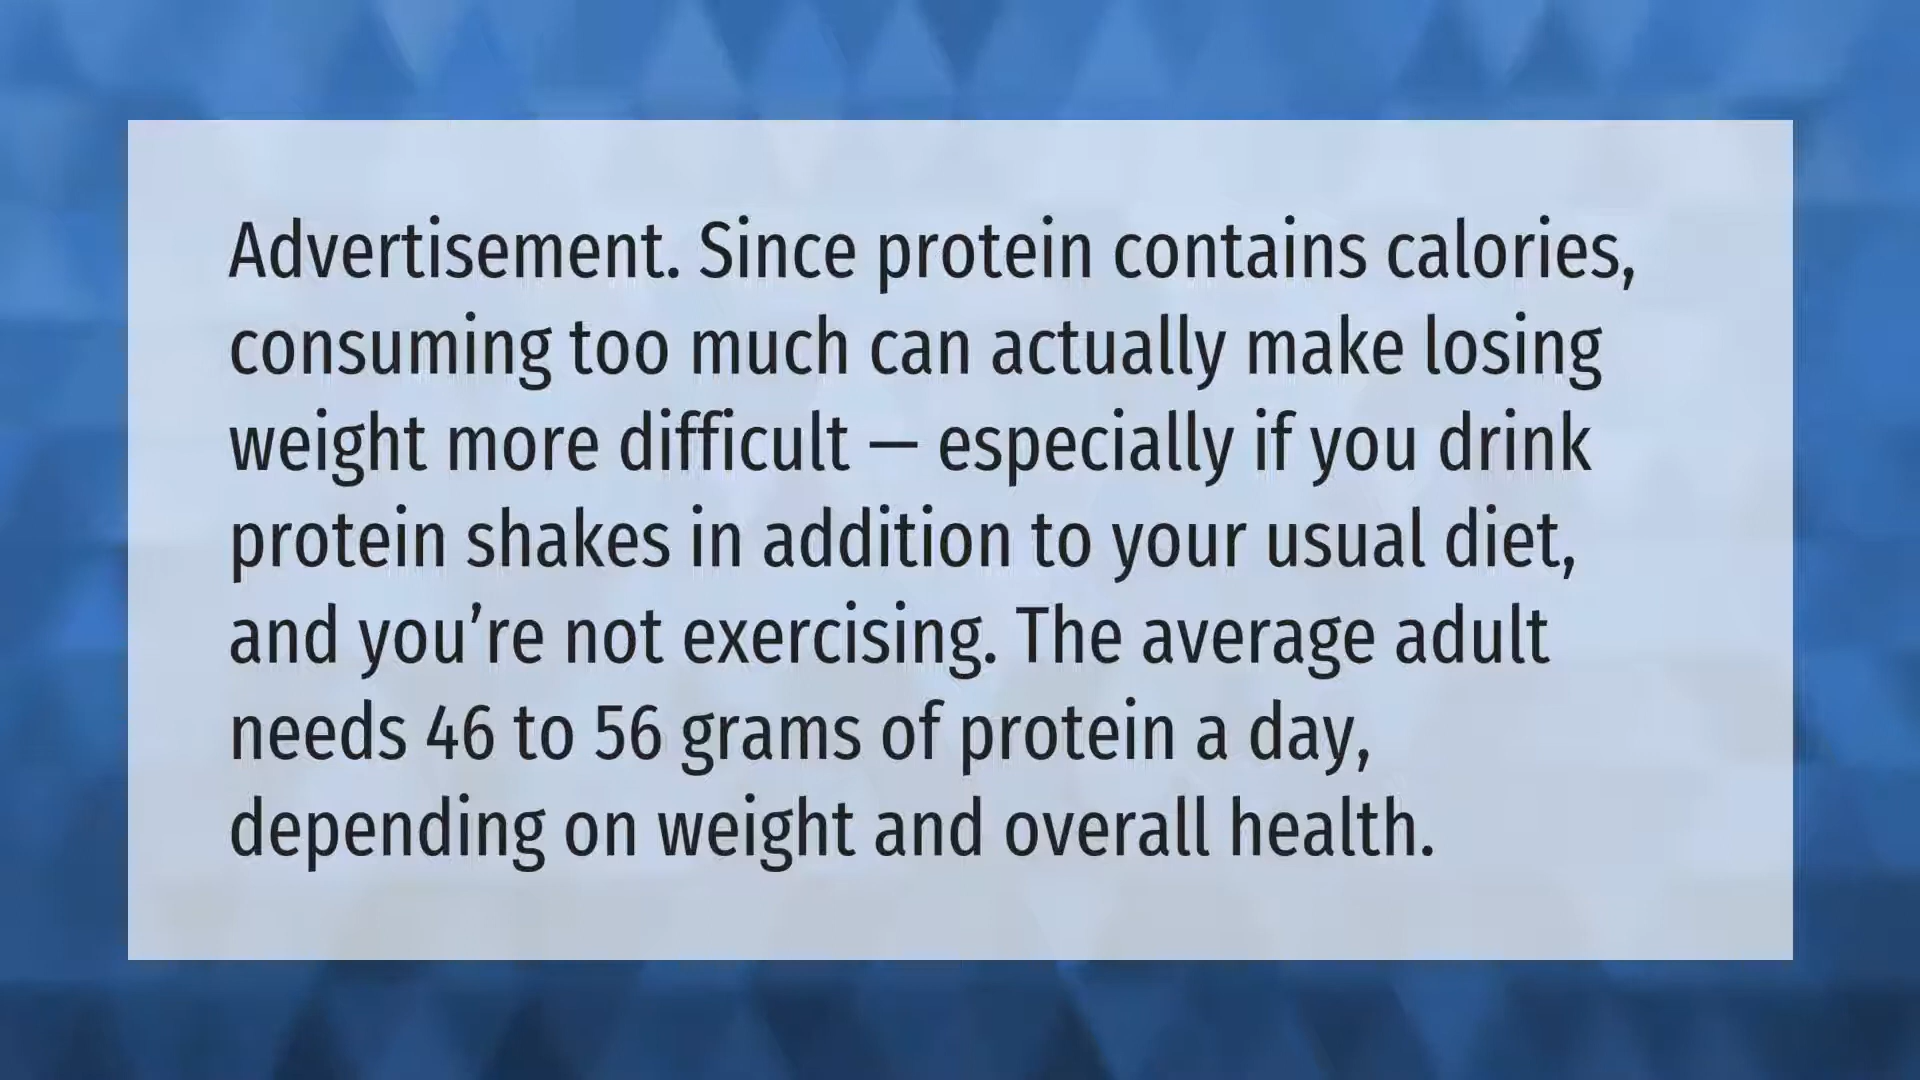 Advertisement. Since protein contains calories,
consuming too much can actually make losing
weight more difficult — especially if you drink
protein shakes in addition to your usual diet,
and you’re not exercising. The average adult
needs 46 to 56 grams of protein a day,
depending on weight and overall health.